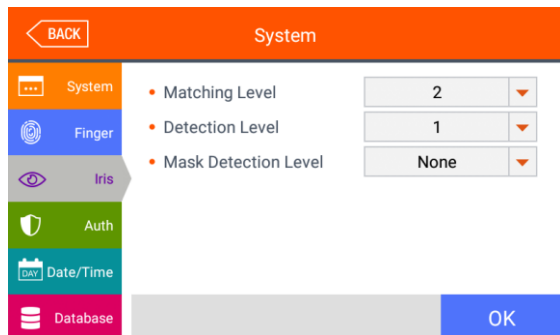 BACK
System
System
Finger
Iris
Auth
DAY Date/Time
Database
• Matching Level 2
• Detection Level 1
• Mask Detection Level None
OK